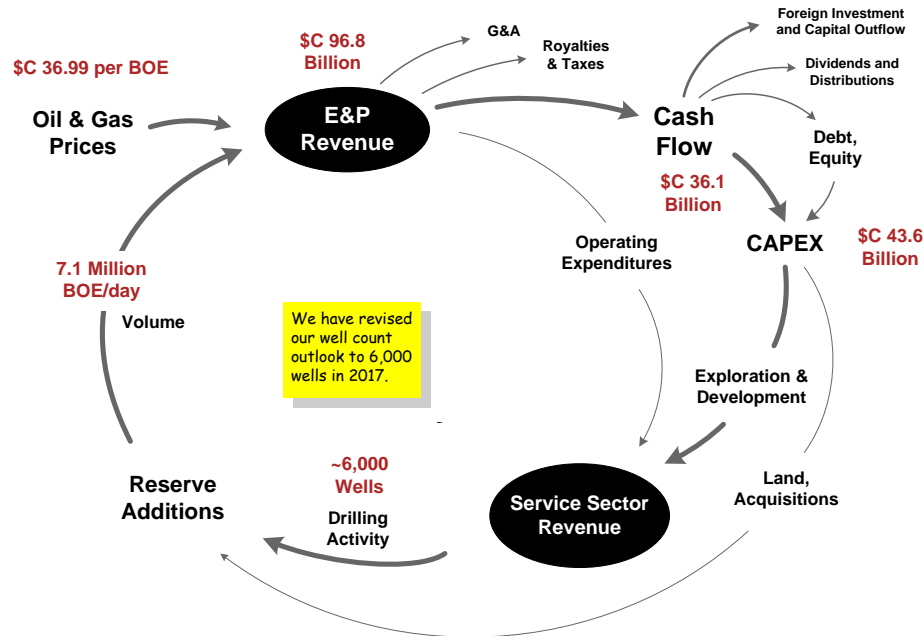 Foreign Investment
and Capital Outflow
G&A
$C 96.8
Billion
Royalties
& Taxes
$C 36.99 per BOE
Dividends and
Distributions
Oil & Gas
Prices
E&P
Revenue
Cash
Flow
Debt,
Equity
$C 36.1
Billion
CAPEX
$C 43.6
Billion
Operating
Expenditures
7.1 Million
BOE/day
Volume
We have revised
our well count
outlook to 6,000
wells in 2017.
Exploration &
Development
~6,000
Wells
Reserve
Additions
Drilling
Activity
Service Sector
Revenue
Land,
Acquisitions